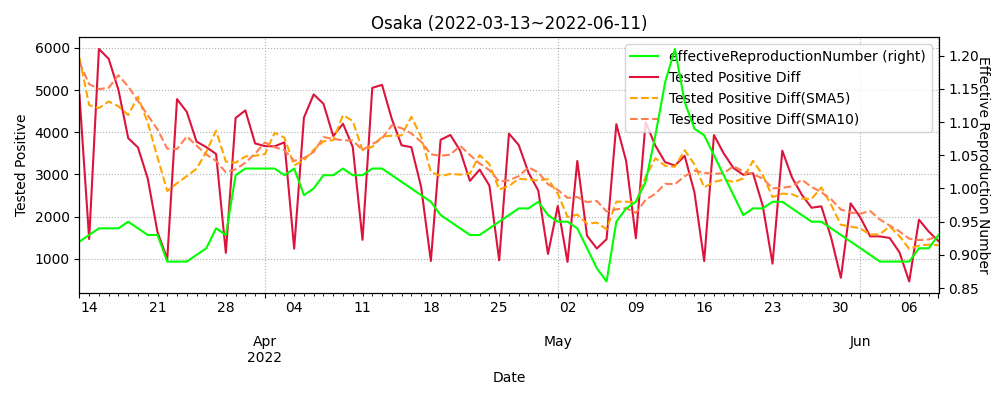 Osaka (2022-03-13~2022-06-11)
effectiveReproductionNumber (right)
Tested Positive Diff
Tested Positive Diff(SMA5)
Tested Positive Diff(SMA10)
Tested Positive
6000
5000
4000
3000
2000
1000
Effective Reproduction Number
1.20
1.15
1.10
1.05
1.00
0.95
0.90
0.85
14 21 28 04 11 18 25 02 09 16 23 30 06
Apr May Jun
2022
Date